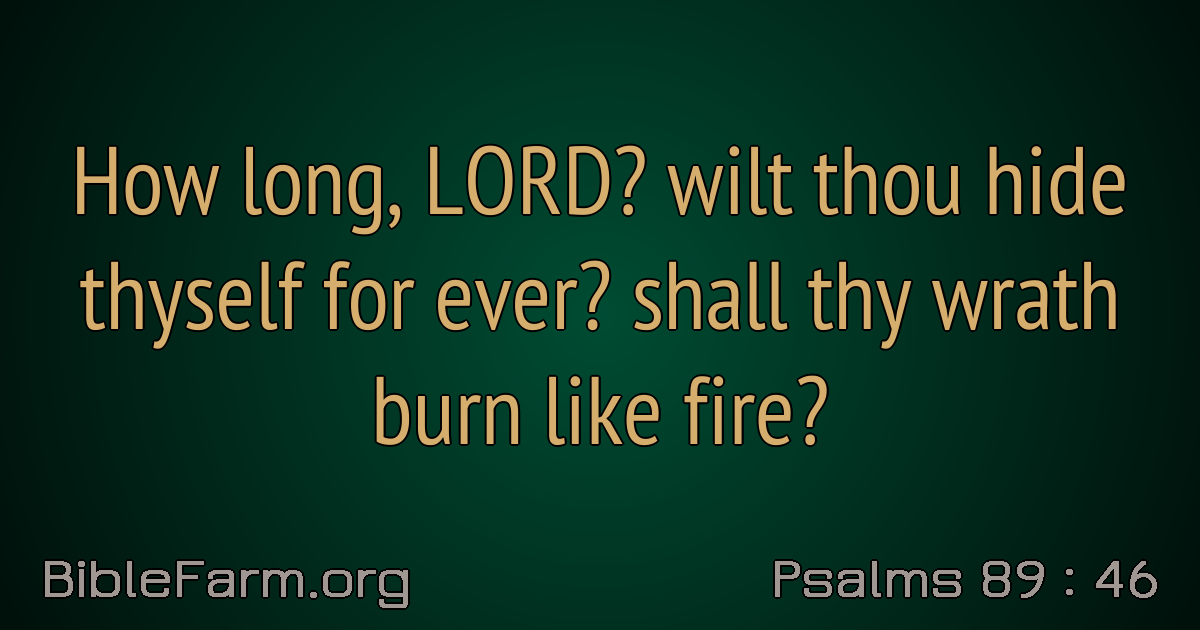 How long, LORD? wilt thou hide
thyself for ever? shall thy wrath
burn like fire?
BibleFarm.org
Psalms 89 : 46